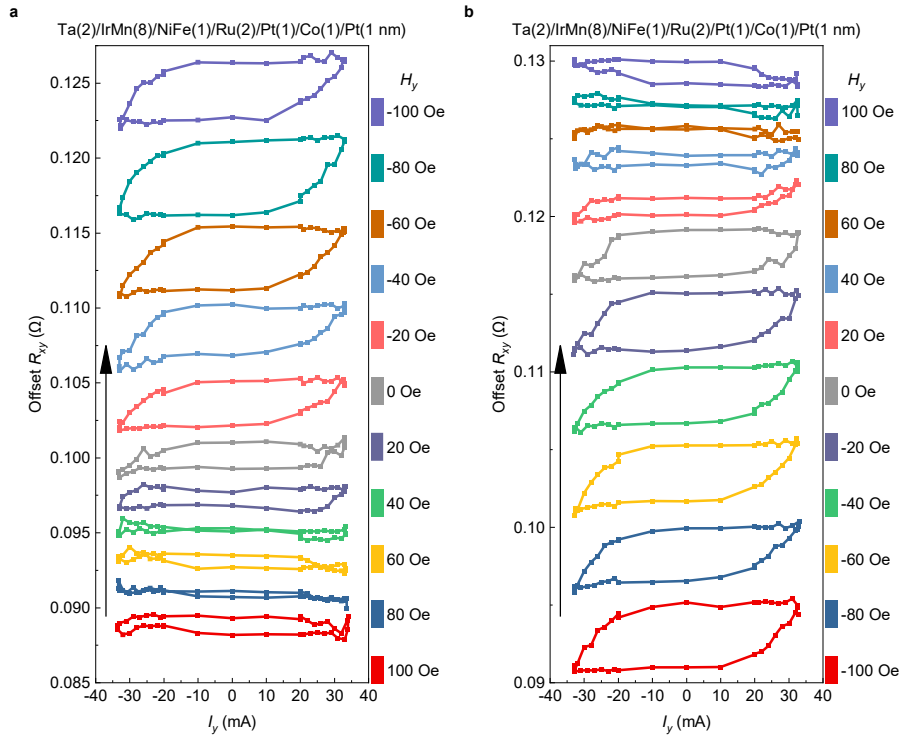 a
Ta(2)/IrMn(8)/NiFe(1)/Ru(2)/Pt(1)/Co(1)/Pt(1 nm)
0.125
0.120
0.115
0.110
0.105
0.100
0.095
0.090
0.085
Offset Rxy (Ω)
-40 -30 -20 -10 0 10 20 30 40
Iy (mA)
Hy
-100 Oe
-80 Oe
-60 Oe
-40 Oe
-20 Oe
0 Oe
20 Oe
40 Oe
60 Oe
80 Oe
100 Oe
b
Ta(2)/IrMn(8)/NiFe(1)/Ru(2)/Pt(1)/Co(1)/Pt(1 nm)
0.13
0.12
0.11
0.10
0.09
Offset Rxy (Ω)
-40 -30 -20 -10 0 10 20 30 40
Iy (mA)
Hy
100 Oe
80 Oe
60 Oe
40 Oe
20 Oe
0 Oe
-20 Oe
-40 Oe
-60 Oe
-80 Oe
-100 Oe